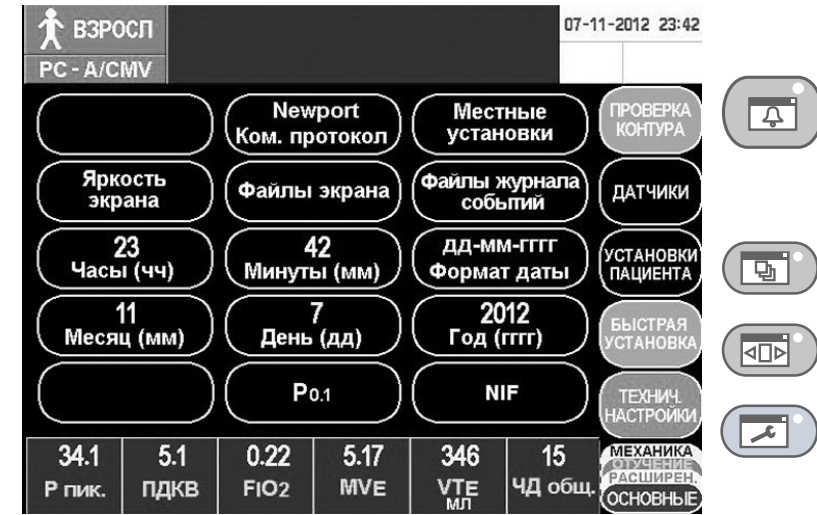 ВЗРОСЛ
07-11-2012 23:42
PC - A/CMV
Newport
Ком. протокол
Местные
установки
ПРОВЕРКА
КОНТУРА
Яркость
экрана
Файлы экрана
Файлы журнала
событий
ДАТЧИКИ
23
Часы (чч)
42
Минуты (мм)
дд-мм-гггг
Формат даты
УСТАНОВКИ
ПАЦИЕНТА
11
Месяц (мм)
7
День (дд)
2012
Год (гггг)
БЫСТРАЯ
УСТАНОВКА
P0.1
NIF
ТЕХНИЧ.
НАСТРОЙКИ
34.1
P пик.
5.1
ПДКВ
0.22
FIO2
5.17
MVE
346
VTE
мл
15
ЧД общ.
МЕХАНИКА
ОТУЧЕНИЕ
РАСШИРЕН.
ОСНОВНЫЕ